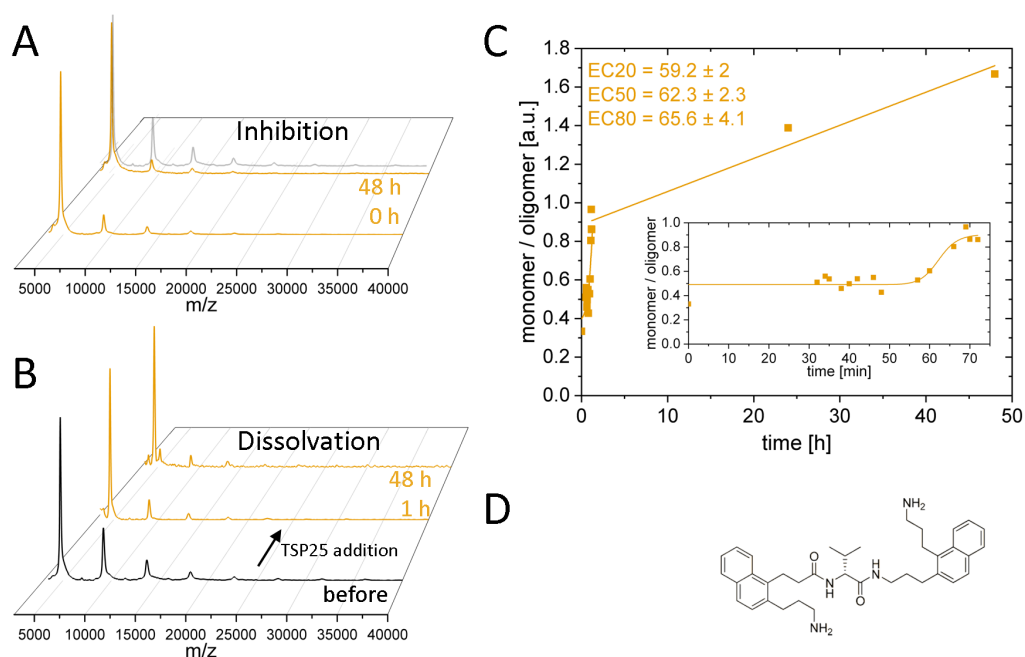 A
Inhibition
48 h
0 h
5000 10000 15000 20000 25000 30000 35000 40000
m/z
B
Dissolvation
48 h
1 h
TSP25 addition
before
5000 10000 15000 20000 25000 30000 35000 40000
m/z
C
monomer / oligomer [a.u.]
1.8
1.6
1.4
1.2
1.0
0.8
0.6
0.4
0.2
0.0
EC20 = 59.2 ± 2
EC50 = 62.3 ± 2.3
EC80 = 65.6 ± 4.1
monomer / oligomer
1.0
0.8
0.6
0.4
0.2
0.0
0 10 20 30 40 50 60 70
time [min]
0 10 20 30 40 50
time [h]
D
NH2
O
N
H
O
H
N
NH2